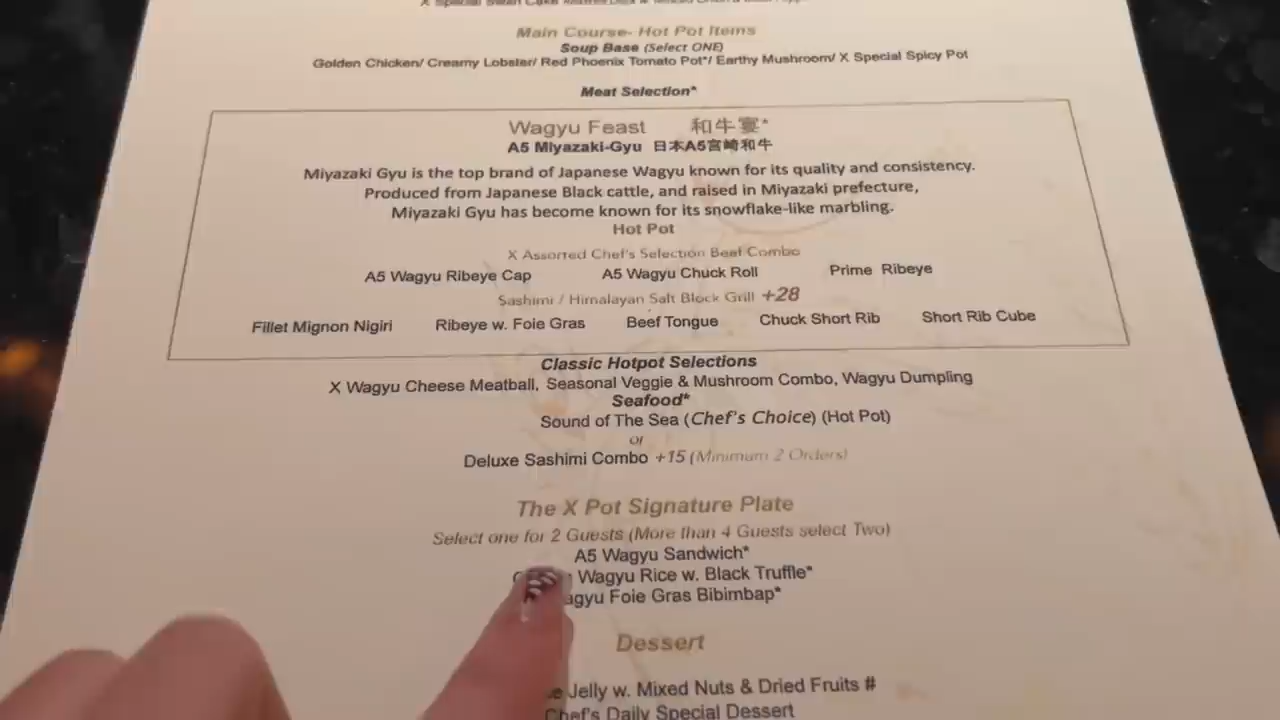 Main Course- Hot Pot Items
Soup Base (Select ONE)
Golden Chicken/ Creamy Lobster/ Red Phoenix Tomato Pot*/ Earthy Mushroom/ X Special Spicy Pot
Meat Selection*
Wagyu Feast 和牛宴*
A5 Miyazaki-Gyu 日本A5宫崎和牛
Miyazaki Gyu is the top brand of Japanese Wagyu known for its quality and consistency.
Produced from Japanese Black cattle, and raised in Miyazaki prefecture,
Miyazaki Gyu has become known for its snowflake-like marbling.
Hot Pot
X Assorted Chef's Selection Beef Combo
A5 Wagyu Ribeye Cap A5 Wagyu Chuck Roll Prime Ribeye
Sashimi / Himalayan Salt Block Grill +28
Fillet Mignon Nigiri Ribeye w. Foie Gras Beef Tongue Chuck Short Rib Short Rib Cube
Classic Hotpot Selections
X Wagyu Cheese Meatball, Seasonal Veggie & Mushroom Combo, Wagyu Dumpling
Seafood*
Sound of The Sea (Chef's Choice) (Hot Pot)
or
Deluxe Sashimi Combo +15 (Minimum 2 Orders)
The X Pot Signature Plate
Select one for 2 Guests (More than 4 Guests select Two)
A5 Wagyu Sandwich*
Wagyu Rice w. Black Truffle*
Foie Gras Bibimbap*
Dessert
Jelly w. Mixed Nuts & Dried Fruits #
Chef's Daily Special Dessert